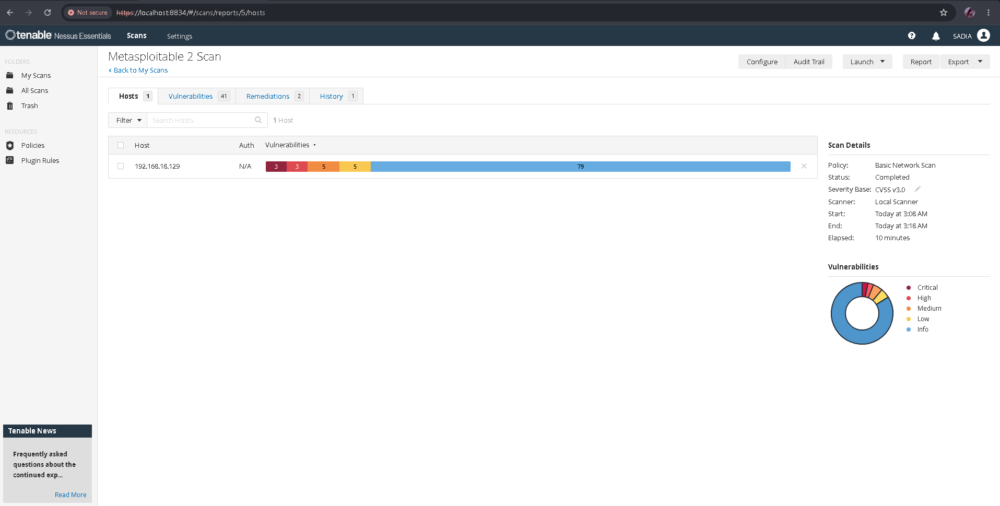 Not secure https://localhost:8834/#/scans/reports/5/hosts
tenable Nessus Essentials Scans Settings SADIA
FOLDERS
My Scans
All Scans
Trash
RESOURCES
Policies
Plugin Rules
Tenable News
Frequently asked
questions about the
continued exp...
Read More
Metasploitable 2 Scan
‹ Back to My Scans
Configure Audit Trail Launch Report Export
Hosts 1 Vulnerabilities 41 Remediations 2 History 1
Filter Search Hosts 1 Host
Host Auth Vulnerabilities
192.168.18.129 N/A 3 3 5 5 79
Scan Details
Policy: Basic Network Scan
Status: Completed
Severity Base: CVSS v3.0
Scanner: Local Scanner
Start: Today at 3:08 AM
End: Today at 3:18 AM
Elapsed: 10 minutes
Vulnerabilities
Critical
High
Medium
Low
Info